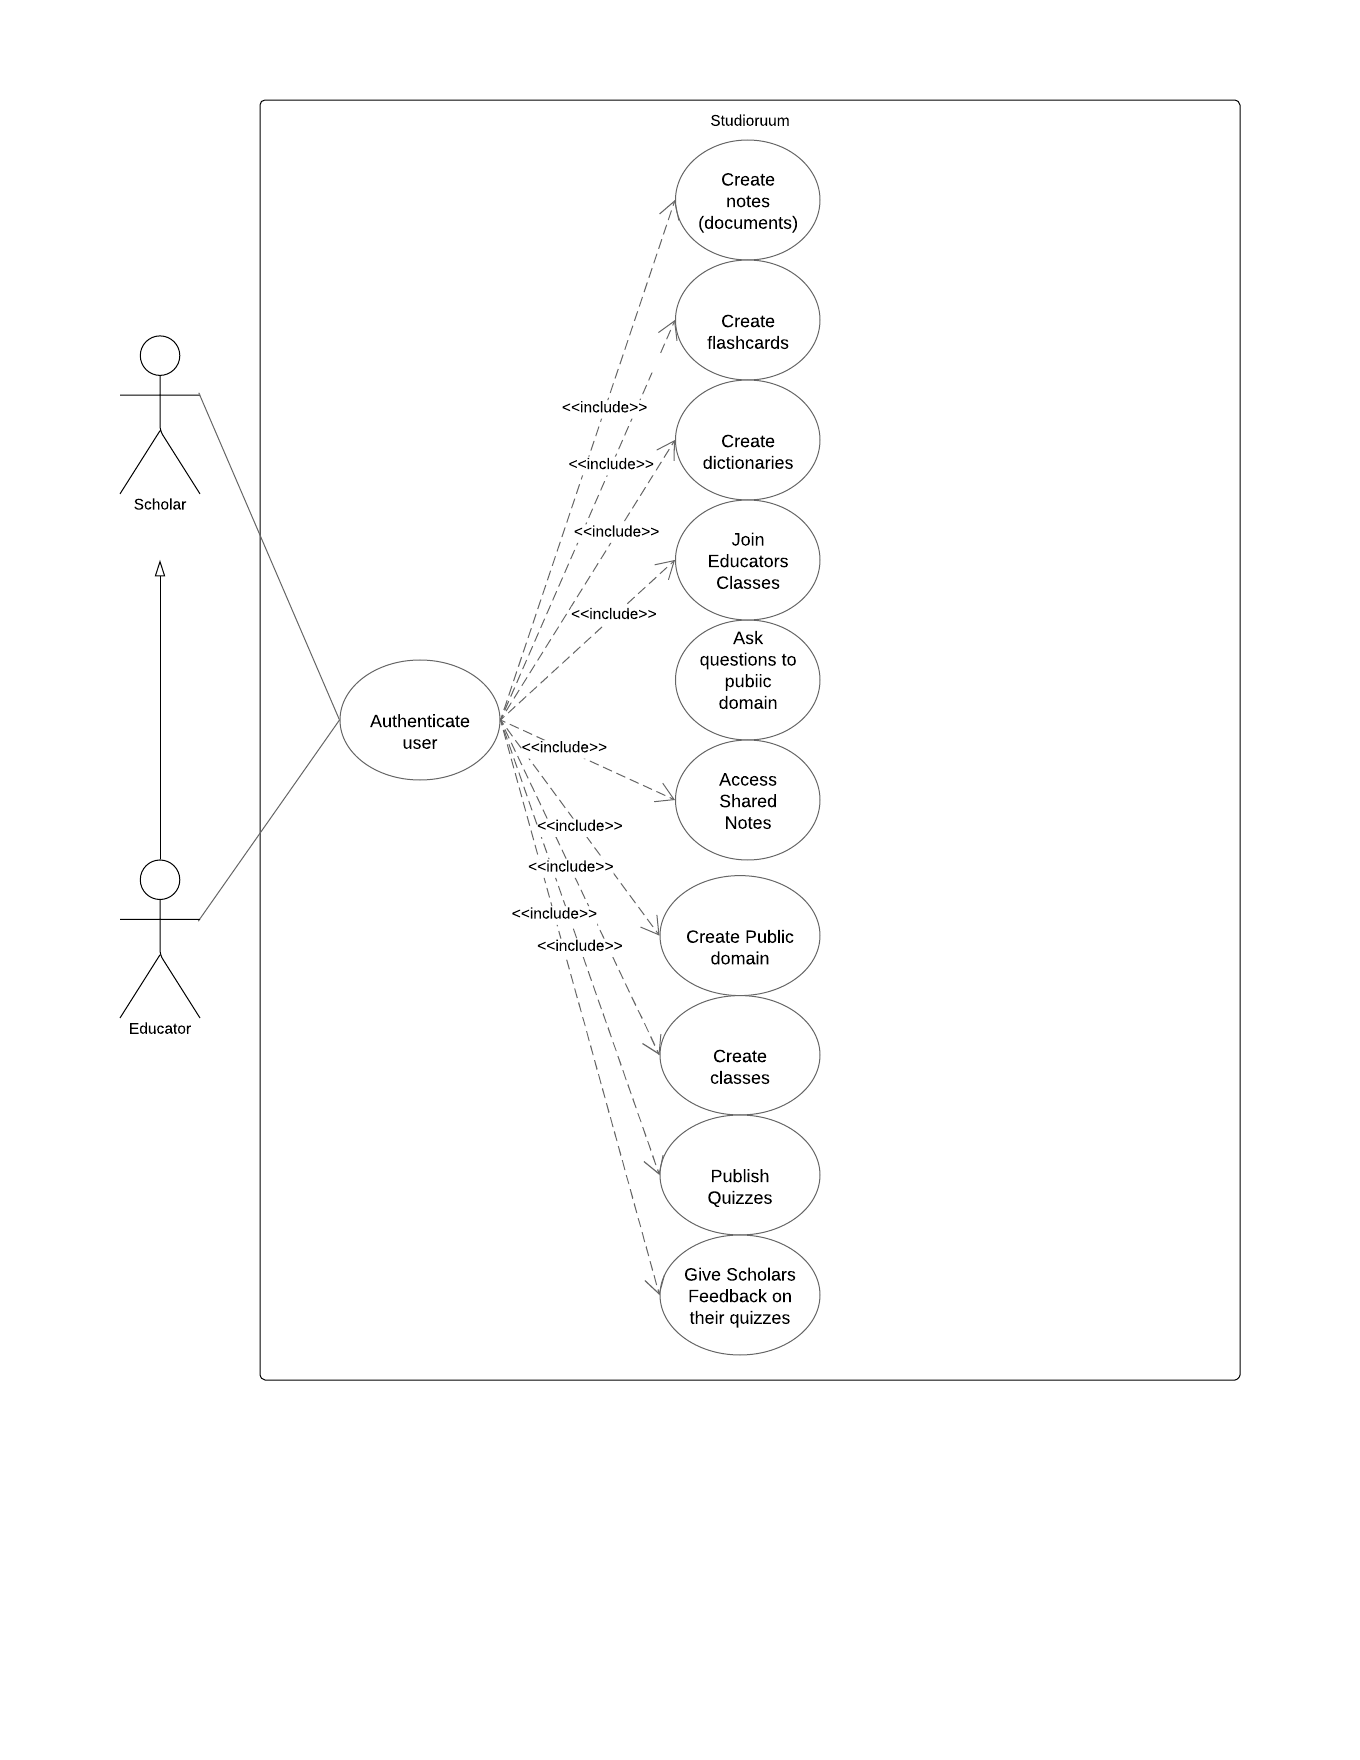 Studioruum
Create
notes
(documents)
Create
flashcards
<<include>>
Create
dictionaries
<<include>>
Scholar
<<include>>
Join
Educators
Classes
<<include>>
Ask
questions to
pubiic
domain
Authenticate
user
<<include>>
Access
Shared
Notes
<<include>>
<<include>>
<<include>>
<<include>>
Create Public
domain
Educator
Create
classes
Publish
Quizzes
Give Scholars
Feedback on
their quizzes